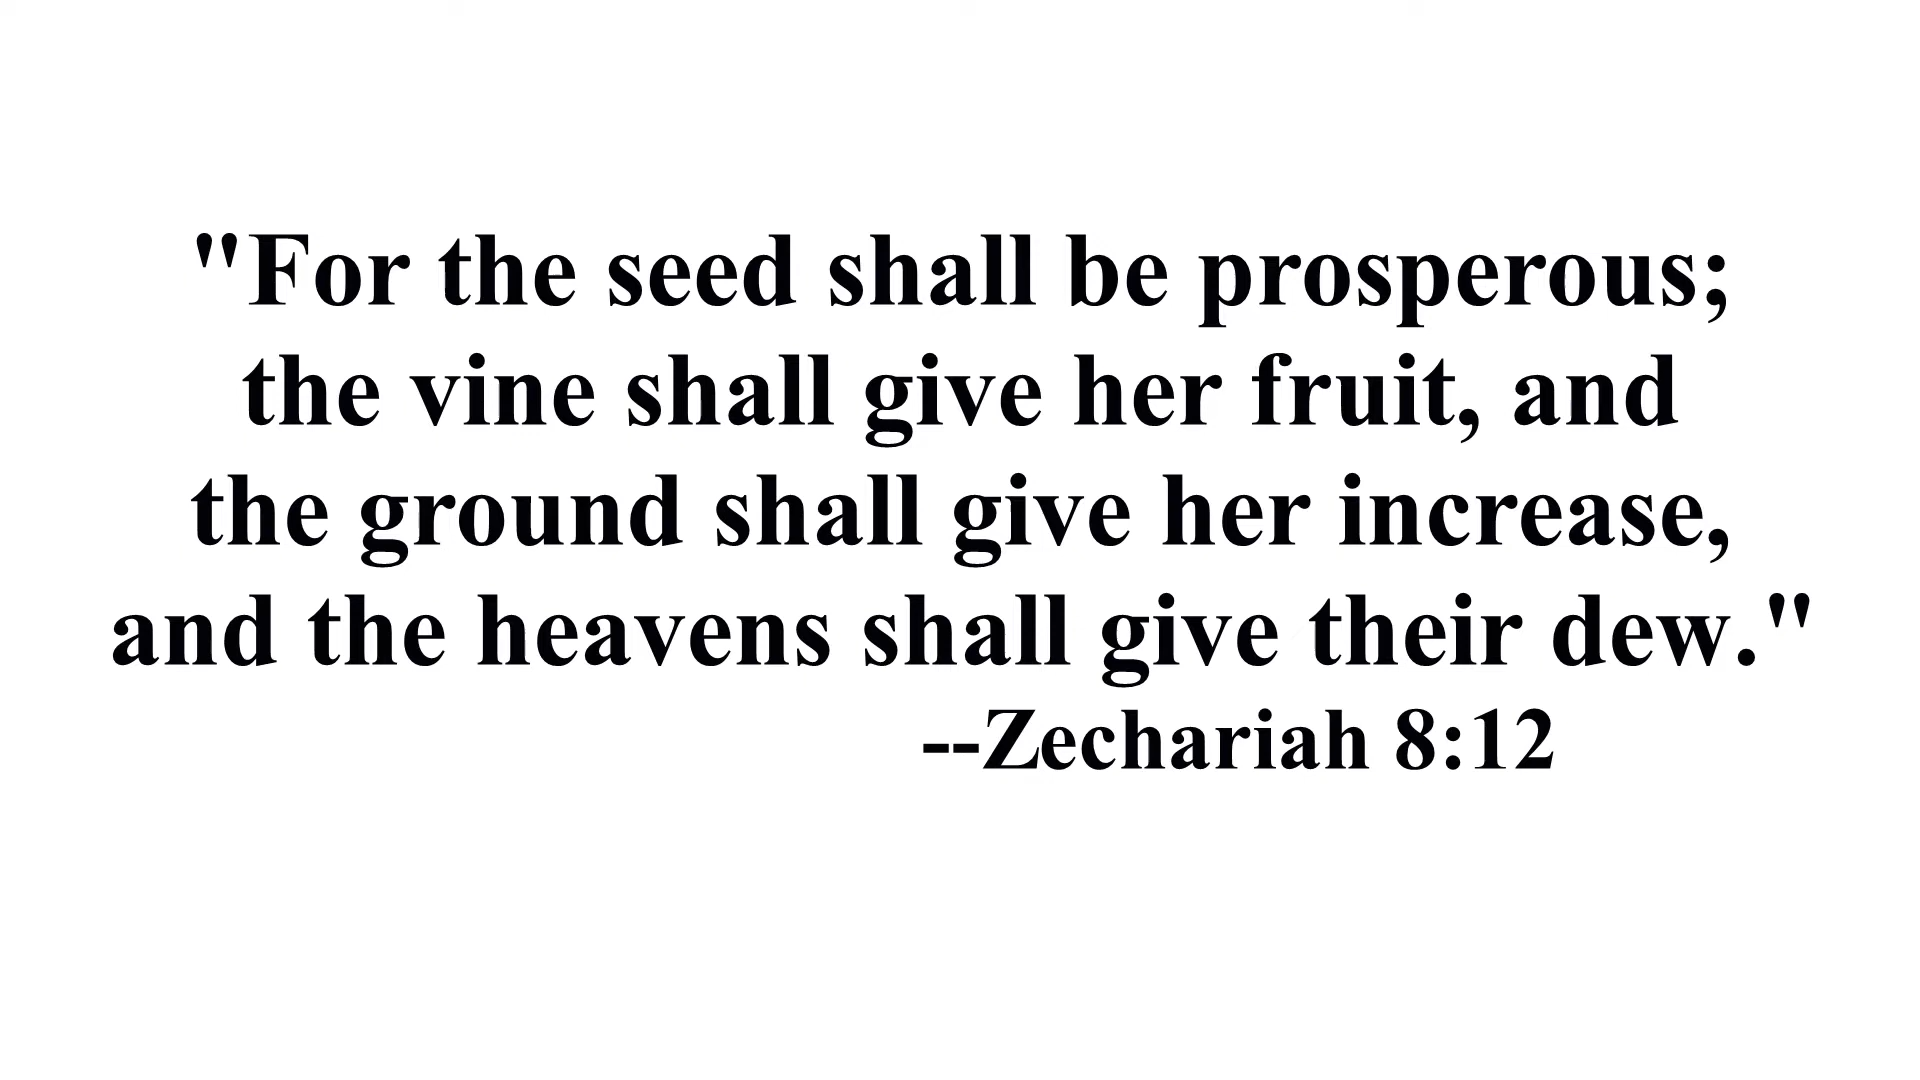 "For the seed shall be prosperous;
the vine shall give her fruit, and
the ground shall give her increase,
and the heavens shall give their dew."
--Zechariah 8:12